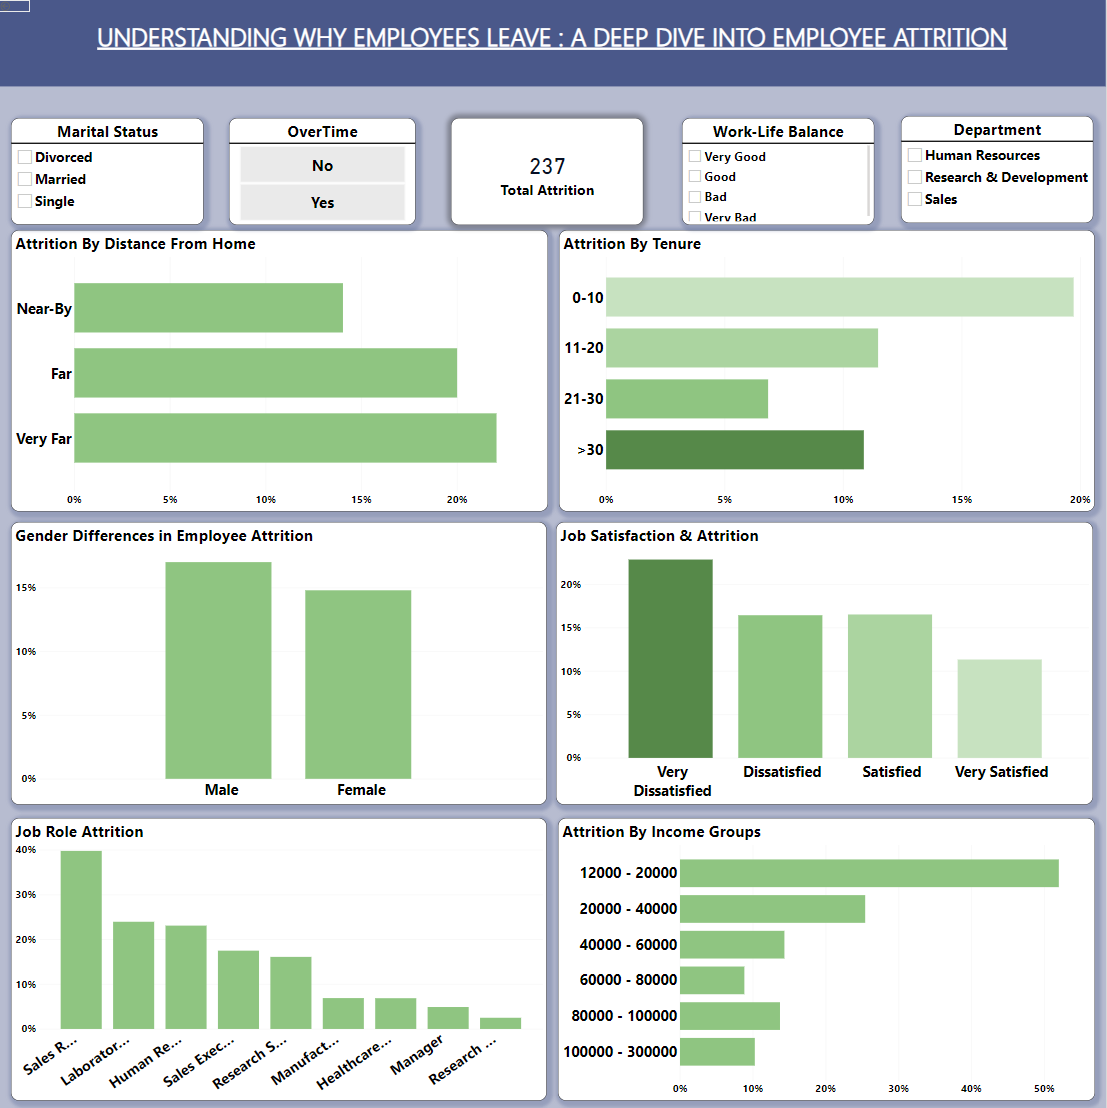 UNDERSTANDING WHY EMPLOYEES LEAVE : A DEEP DIVE INTO EMPLOYEE ATTRITION
Marital Status
Divorced
Married
Single
OverTime
No
Yes
237
Total Attrition
Work-Life Balance
Very Good
Good
Bad
Very Bad
Department
Human Resources
Research & Development
Sales
Attrition By Distance From Home
Near-By
Far
Very Far
0% 5% 10% 15% 20%
Attrition By Tenure
0-10
11-20
21-30
>30
0% 5% 10% 15% 20%
Gender Differences in Employee Attrition
15%
10%
5%
0%
Male Female
Job Satisfaction & Attrition
20%
15%
10%
5%
0%
Very Dissatisfied Satisfied Very Satisfied
Dissatisfied
Job Role Attrition
40%
30%
20%
10%
0%
Sales R... Laborator... Human Re... Sales Exec... Research S... Manufact... Healthcare... Manager Research ...
Attrition By Income Groups
12000 - 20000
20000 - 40000
40000 - 60000
60000 - 80000
80000 - 100000
100000 - 300000
0% 10% 20% 30% 40% 50%